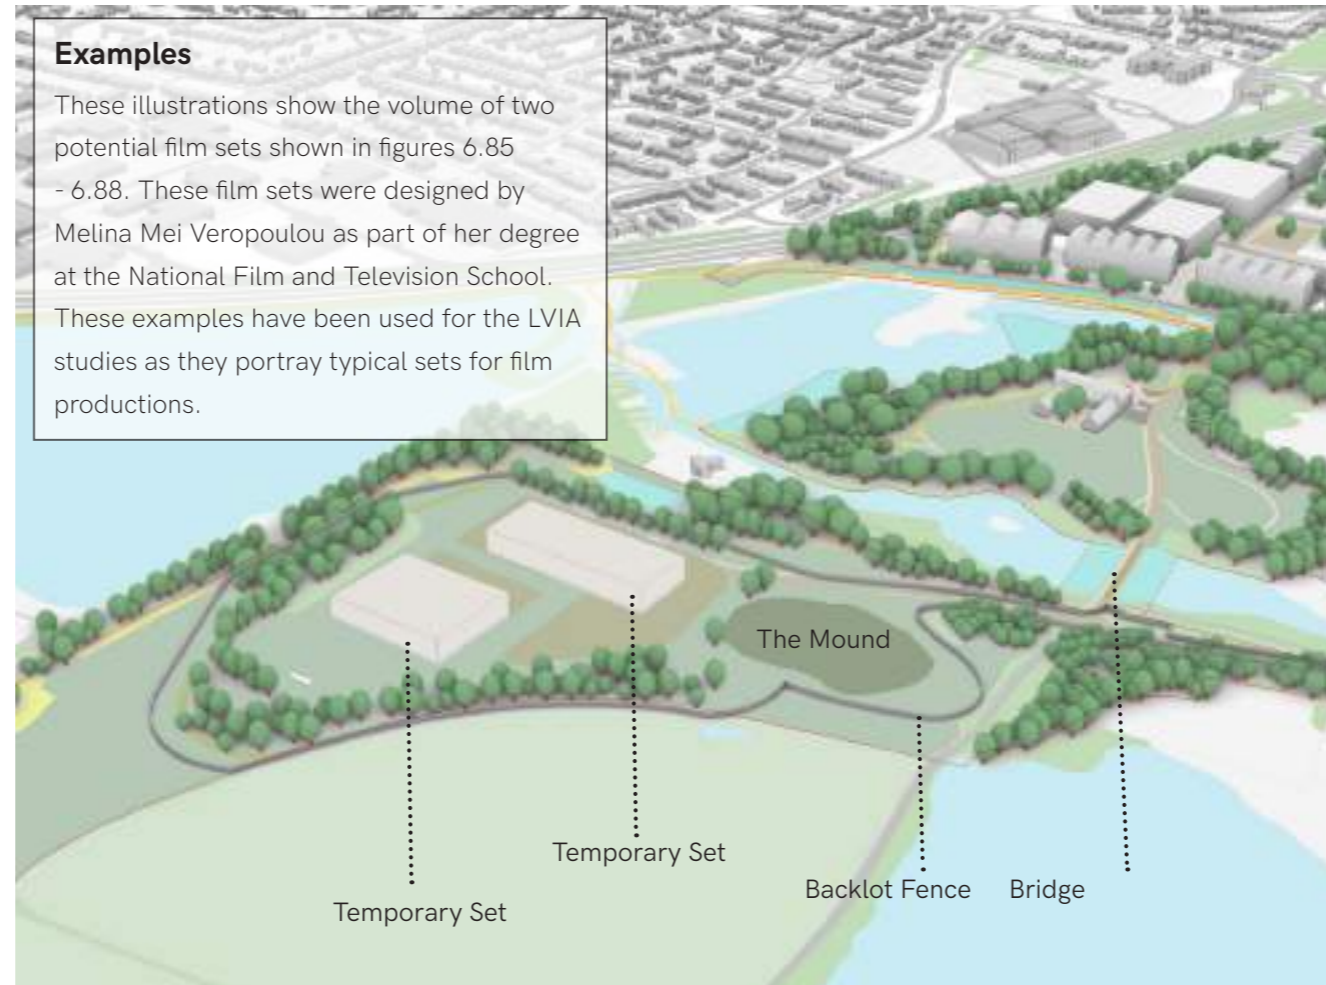 Examples
These illustrations show the volume of two
potential film sets shown in figures 6.85
- 6.88. These film sets were designed by
Melina Mei Veropoulou as part of her degree
at the National Film and Television School.
These examples have been used for the LVIA
studies as they portray typical sets for film
productions.
The Mound
Temporary Set
Backlot Fence
Bridge
Temporary Set